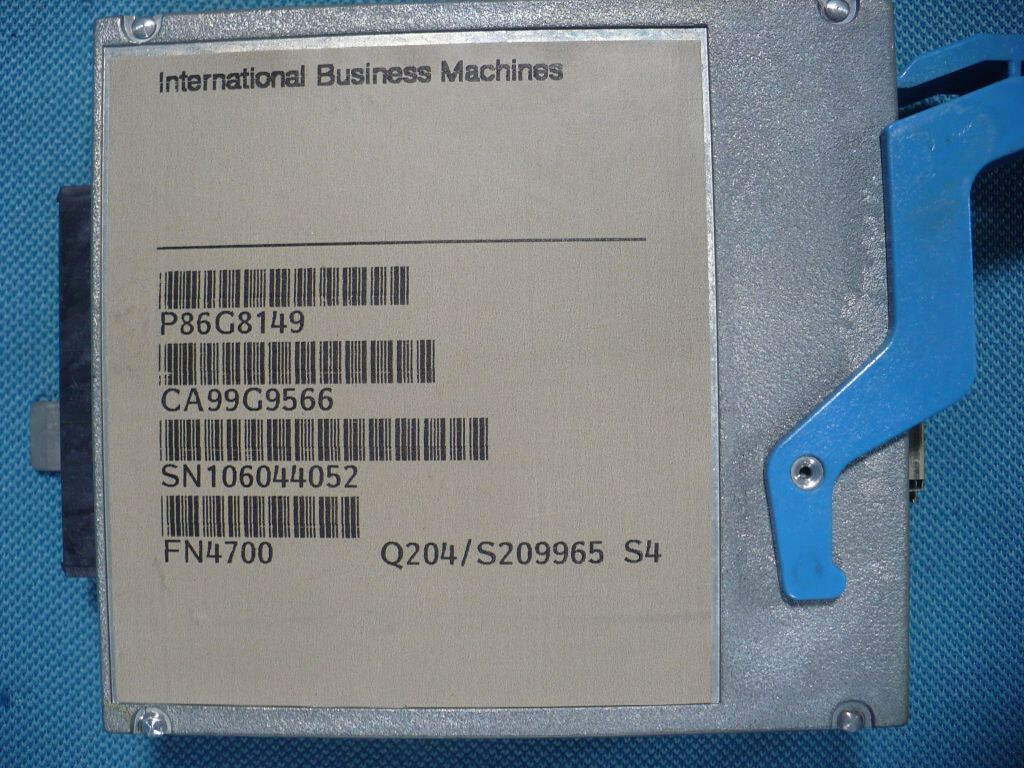 International Business Machines
P86G8149
CA99G9566
SN106044052
FN4700 Q204/S209965 S4